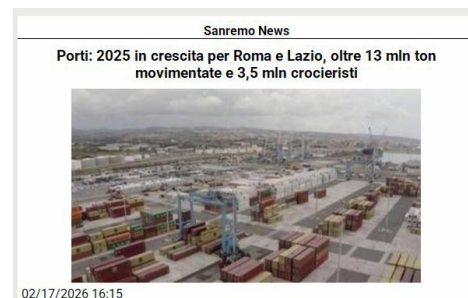 Sanremo News
Porti: 2025 in crescita per Roma e Lazio, oltre 13 mln ton
movimentate e 3,5 mln crocieristi
02/17/2026 16:15